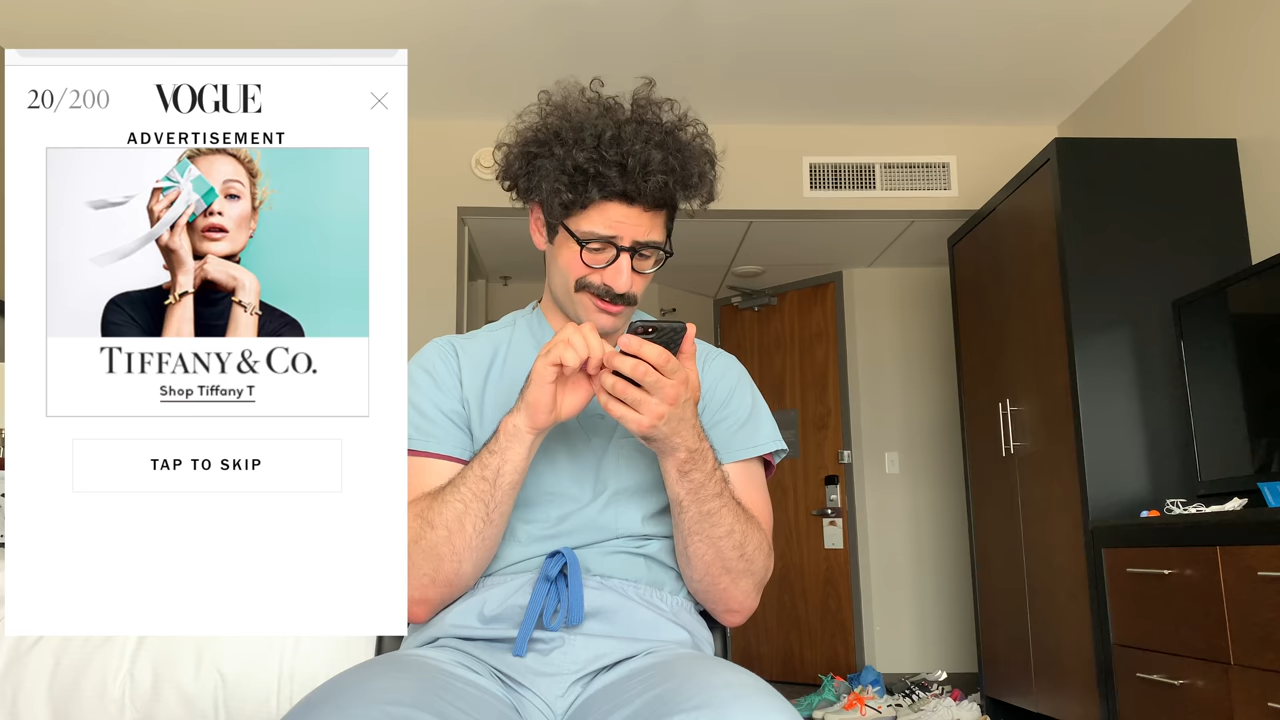 20/200
VOGUE
ADVERTISEMENT
TIFFANY & CO.
Shop Tiffany T
TAP TO SKIP